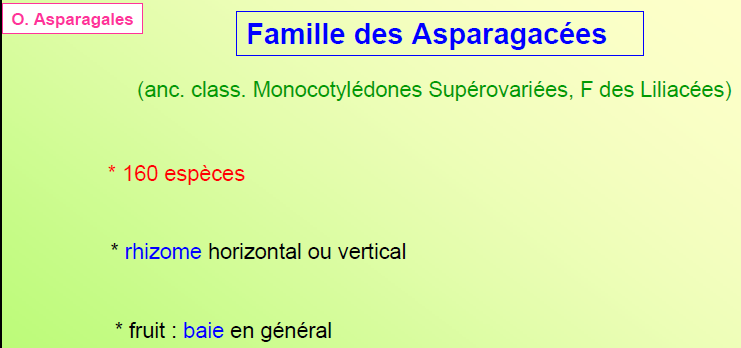 O. Asparagales
Famille des Asparagacées
(anc. class. Monocotylédones Supérovariées, F des Liliacées)
* 160 espèces
* rhizome horizontal ou vertical
* fruit : baie en général